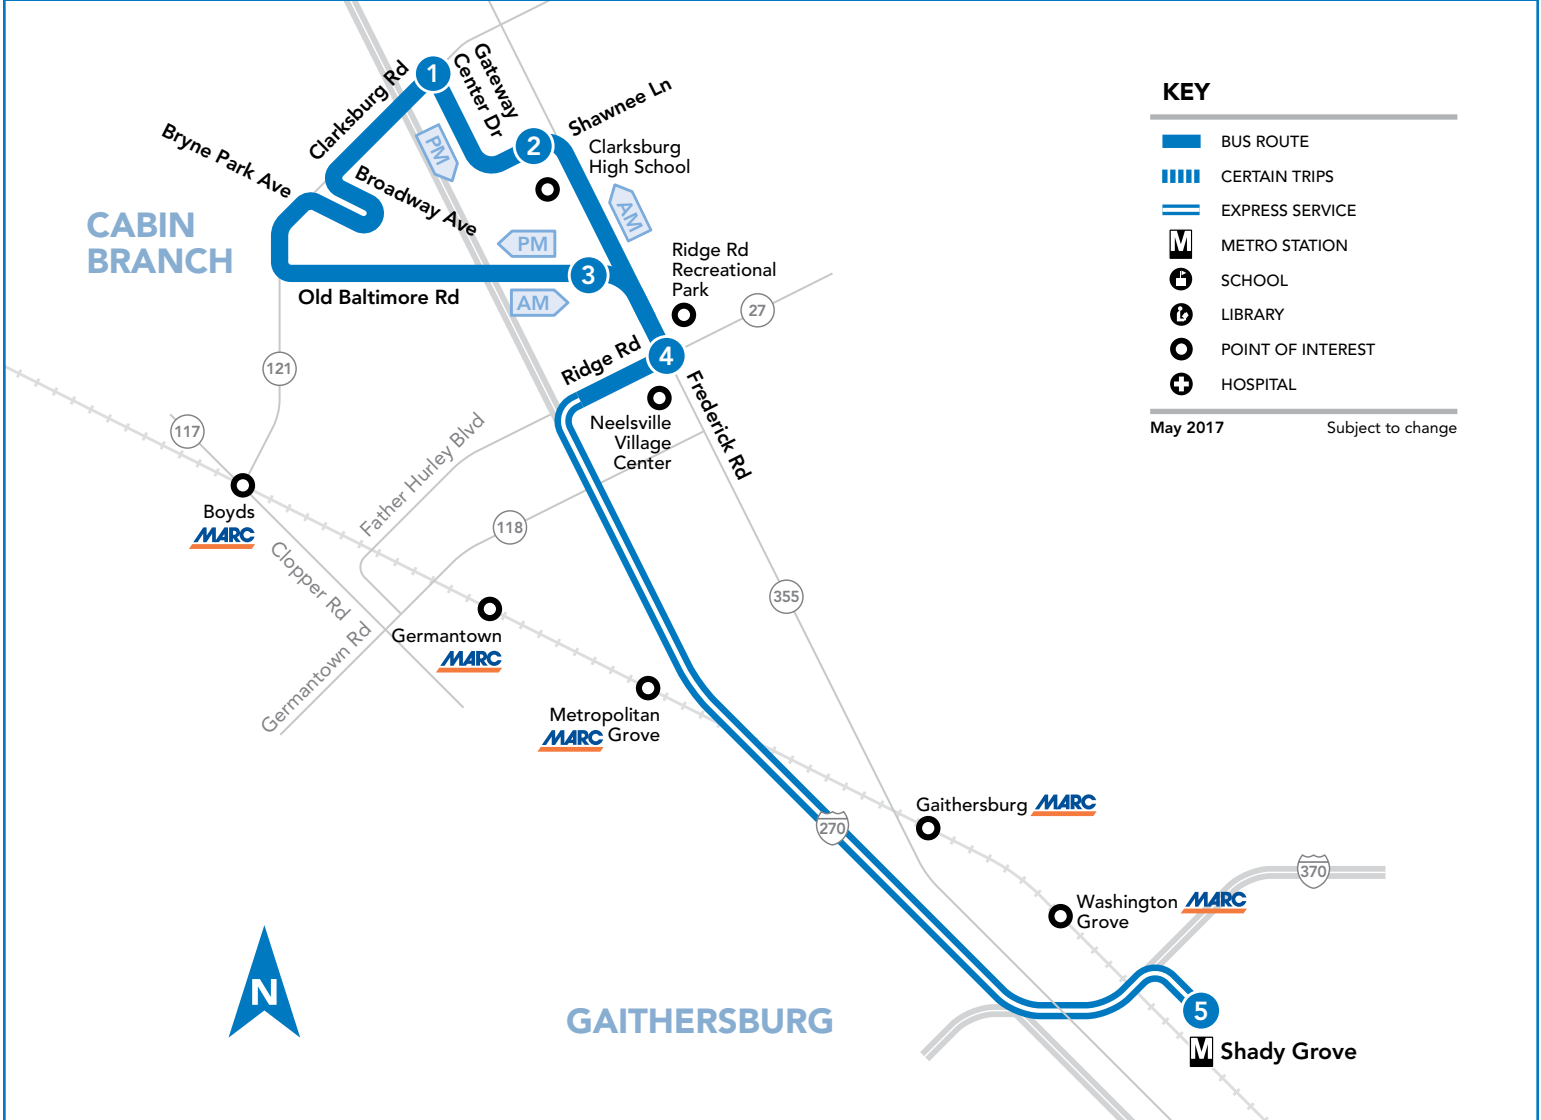 Clarksburg Rd
1
Gateway
Center Dr
2
Shawnee Ln
Clarksburg
High School
Bryne Park Ave
Broadway Ave
PM
AM
CABIN
BRANCH
PM
3
AM
Old Baltimore Rd
Ridge Rd
Recreational
Park
27
Ridge Rd
4
121
Frederick Rd
Neelsville
Village
Center
117
Father Hurley Blvd
Boyds
MARC
118
Clopper Rd
355
Germantown Rd
Germantown
MARC
Metropolitan
MARC Grove
270
Gaithersburg MARC
370
Washington MARC
Grove
N
GAITHERSBURG
5
M Shady Grove
KEY
BUS ROUTE
CERTAIN TRIPS
EXPRESS SERVICE
M METRO STATION
SCHOOL
LIBRARY
POINT OF INTEREST
HOSPITAL
May 2017 Subject to change